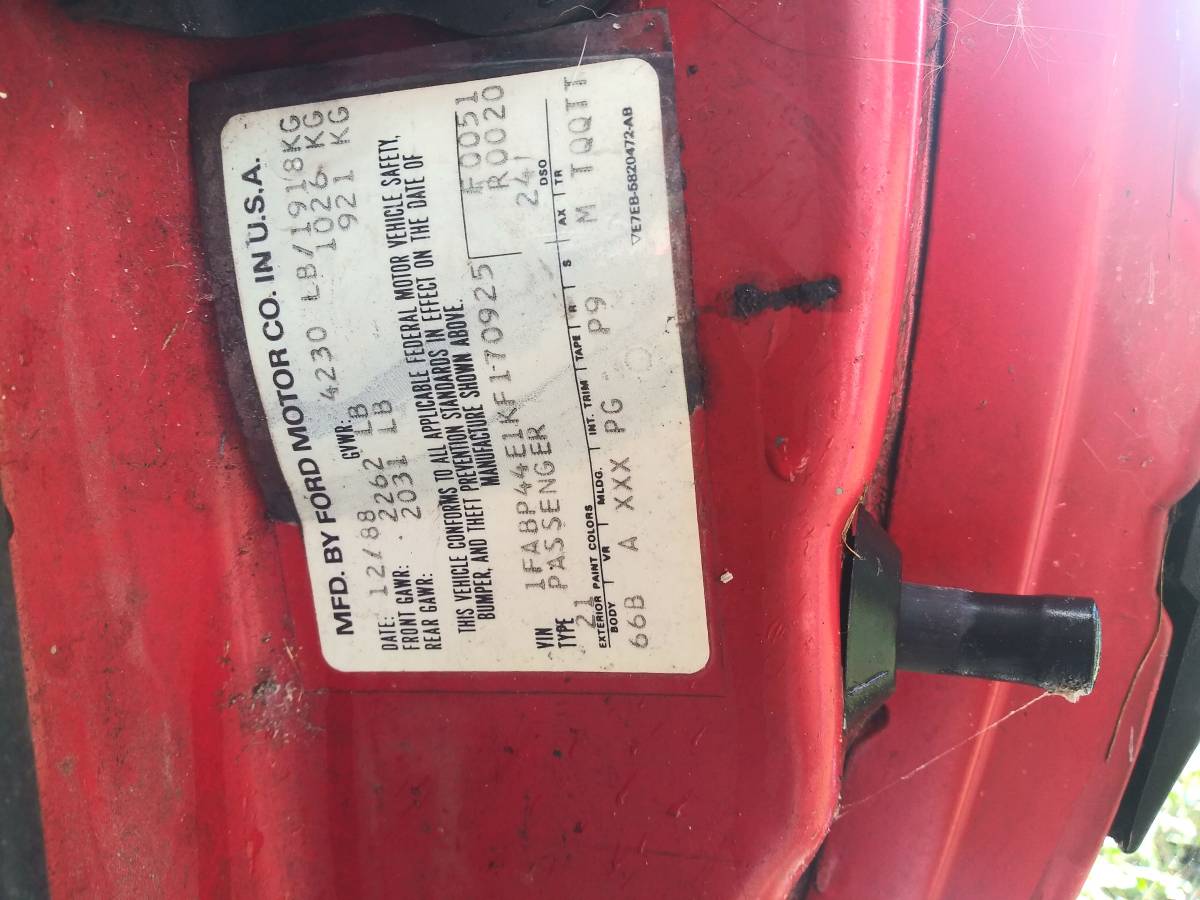 MFD. BY FORD MOTOR CO. IN U.S.A.
DATE: 12/88 GVWR: 4230 LB/1918KG
FRONT GAWR: 2262 LB 1026 KG
REAR GAWR: 2031 LB 921 KG
THIS VEHICLE CONFORMS TO ALL APPLICABLE FEDERAL MOTOR VEHICLE SAFETY,
BUMPER, AND THEFT PREVENTION STANDARDS IN EFFECT ON THE DATE OF
MANUFACTURE SHOWN ABOVE.
VIN 1FABP44E1KF170925 F0051
TYPE PASSENGER R0020
21 24
EXTERIOR PAINT COLORS DSO
BODY VR MLDG. INT. TRIM TAPE R S AX TR
66B A XXX PG P9 M TQQTT
▽E7EB-5820472-AB